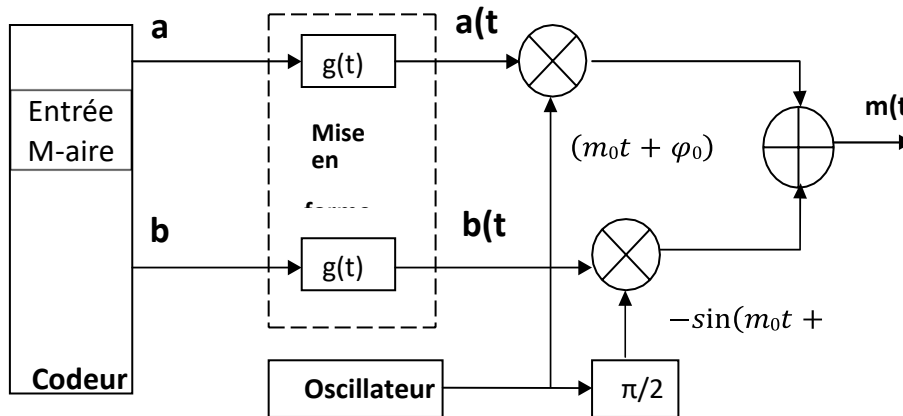 a
g(t)
a(t
Entrée
M-aire
Mise
en
(m₀t + φ₀)
m(t
b
g(t)
b(t
−sin(m₀t +
Codeur
Oscillateur
π/2